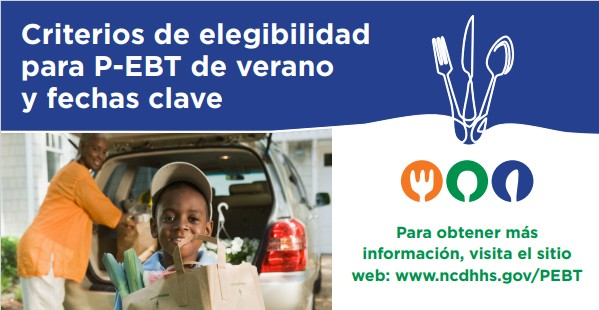 Criterios de elegibilidad
para P-EBT de verano
y fechas clave
Para obtener más
información, visita el sitio
web: www.ncdhhs.gov/PEBT